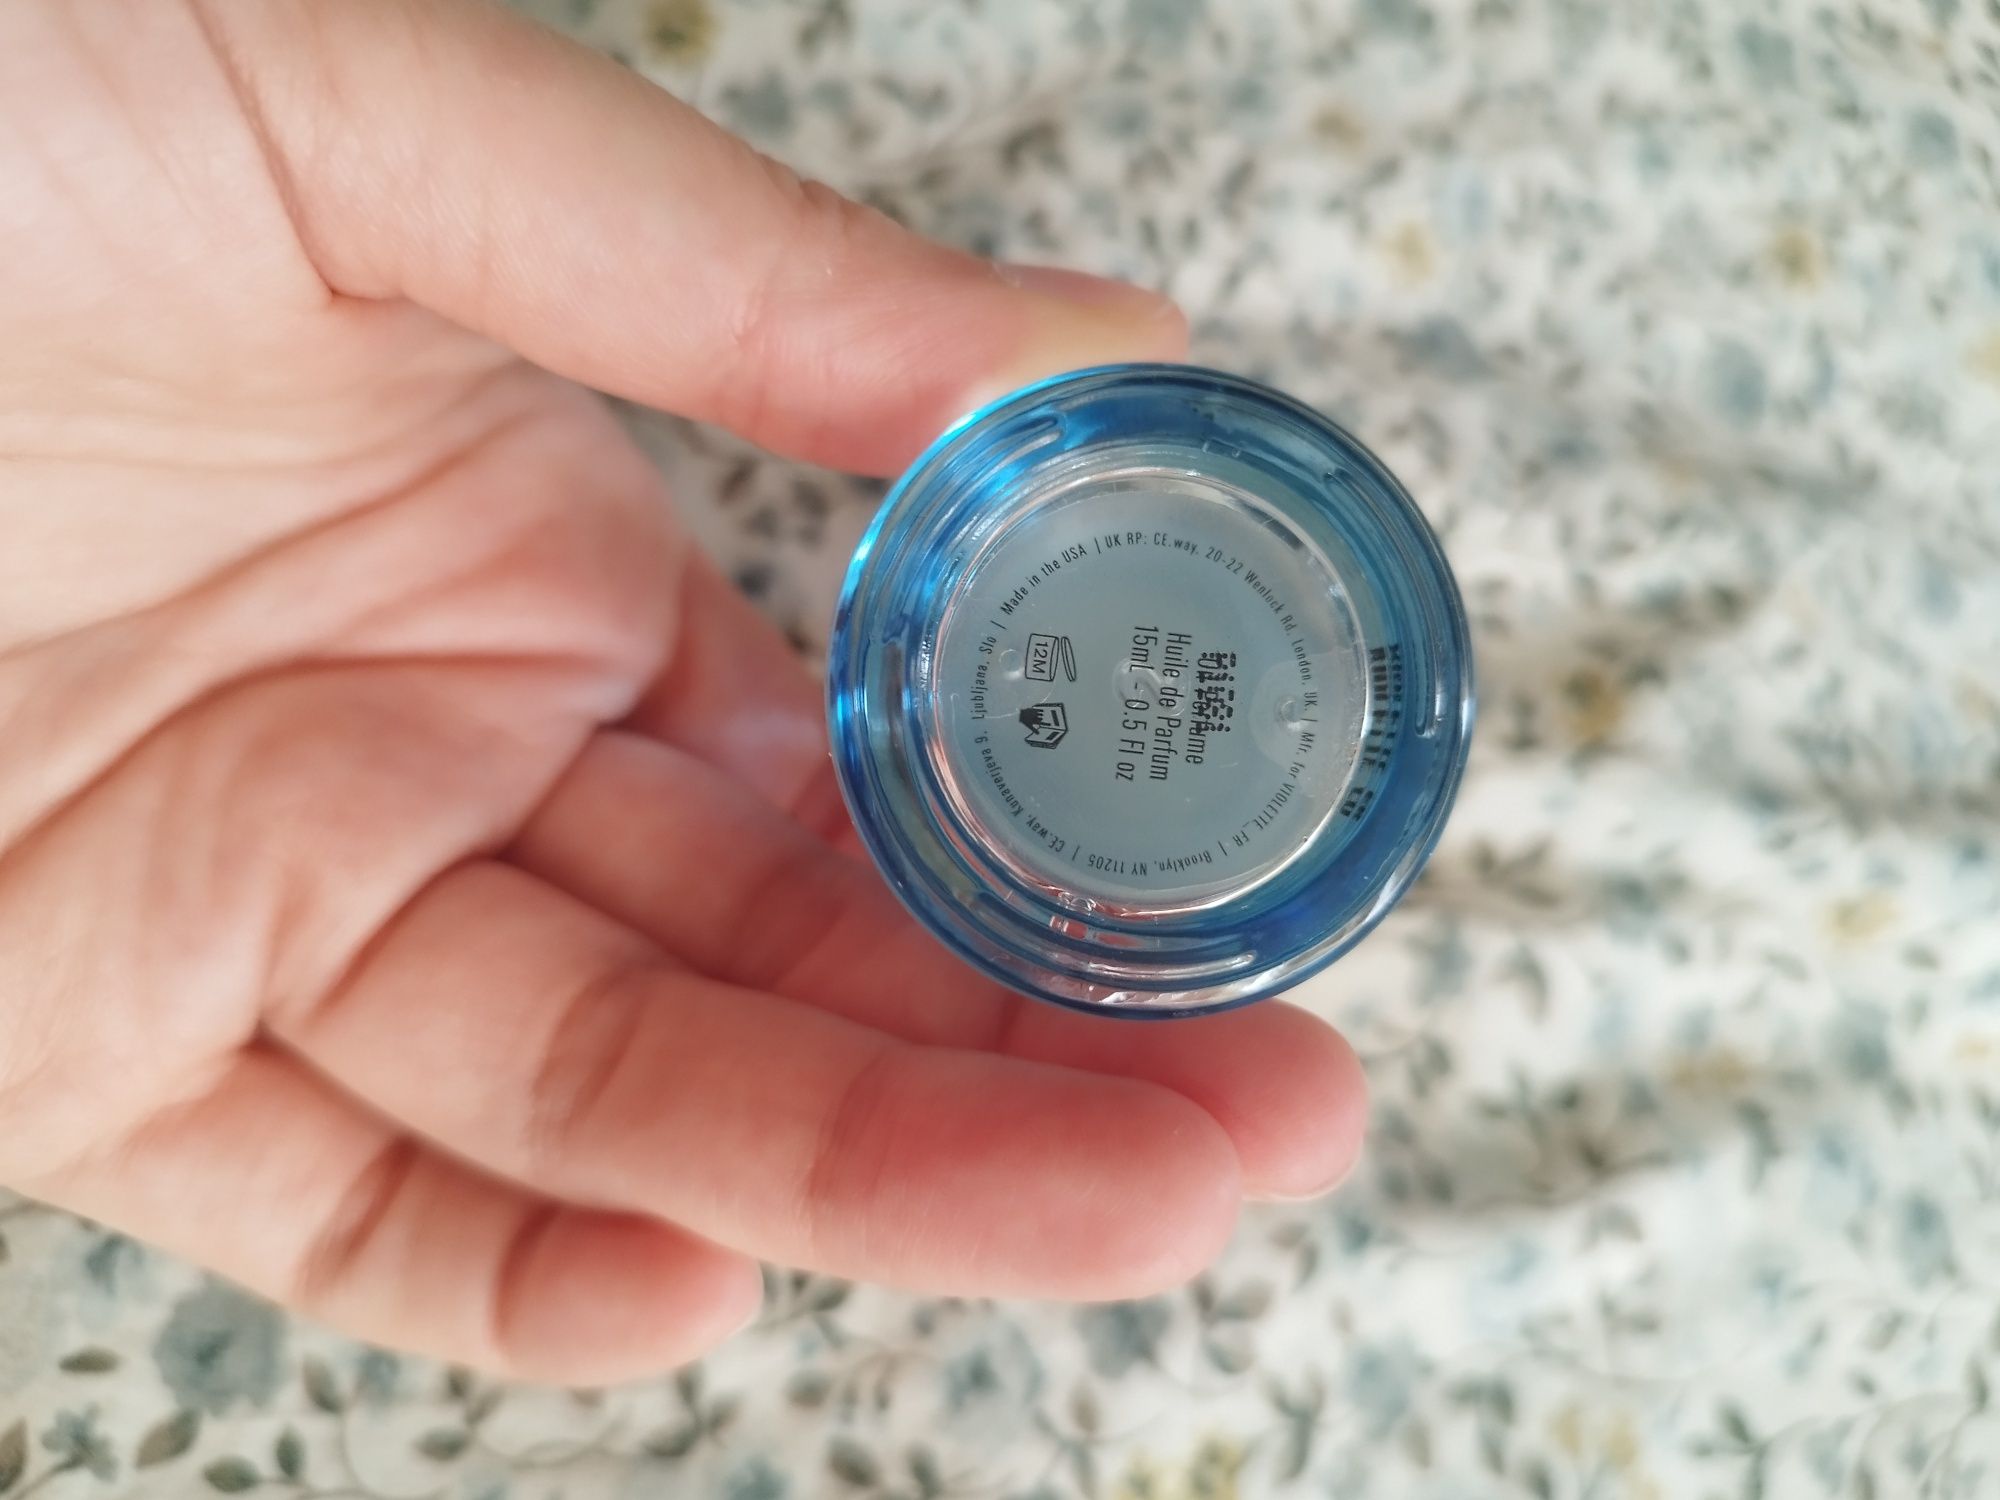 Made in the USA | UK RP: CE.way, 20-22 Wenlock Rd, London, UK. | Mfr. for VIOLETTE_FR | Brooklyn, NY 11205 | CE.way, Kunaverjeva 9, Ljubljana, Slo |
Huile de Parfum
15mL - 0.5 Fl oz
12M